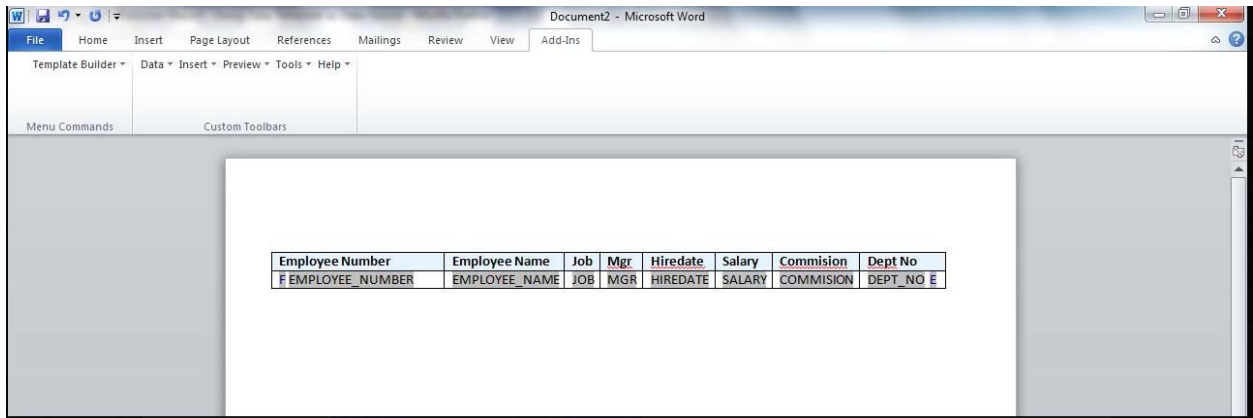 W Document2 - Microsoft Word
File Home Insert Page Layout References Mailings Review View Add-Ins
Template Builder Data Insert Preview Tools Help
Menu Commands Custom Toolbars
Employee Number Employee Name Job Mgr Hiredate Salary Commision Dept No
F EMPLOYEE_NUMBER EMPLOYEE_NAME JOB MGR HIREDATE SALARY COMMISION DEPT_NO E